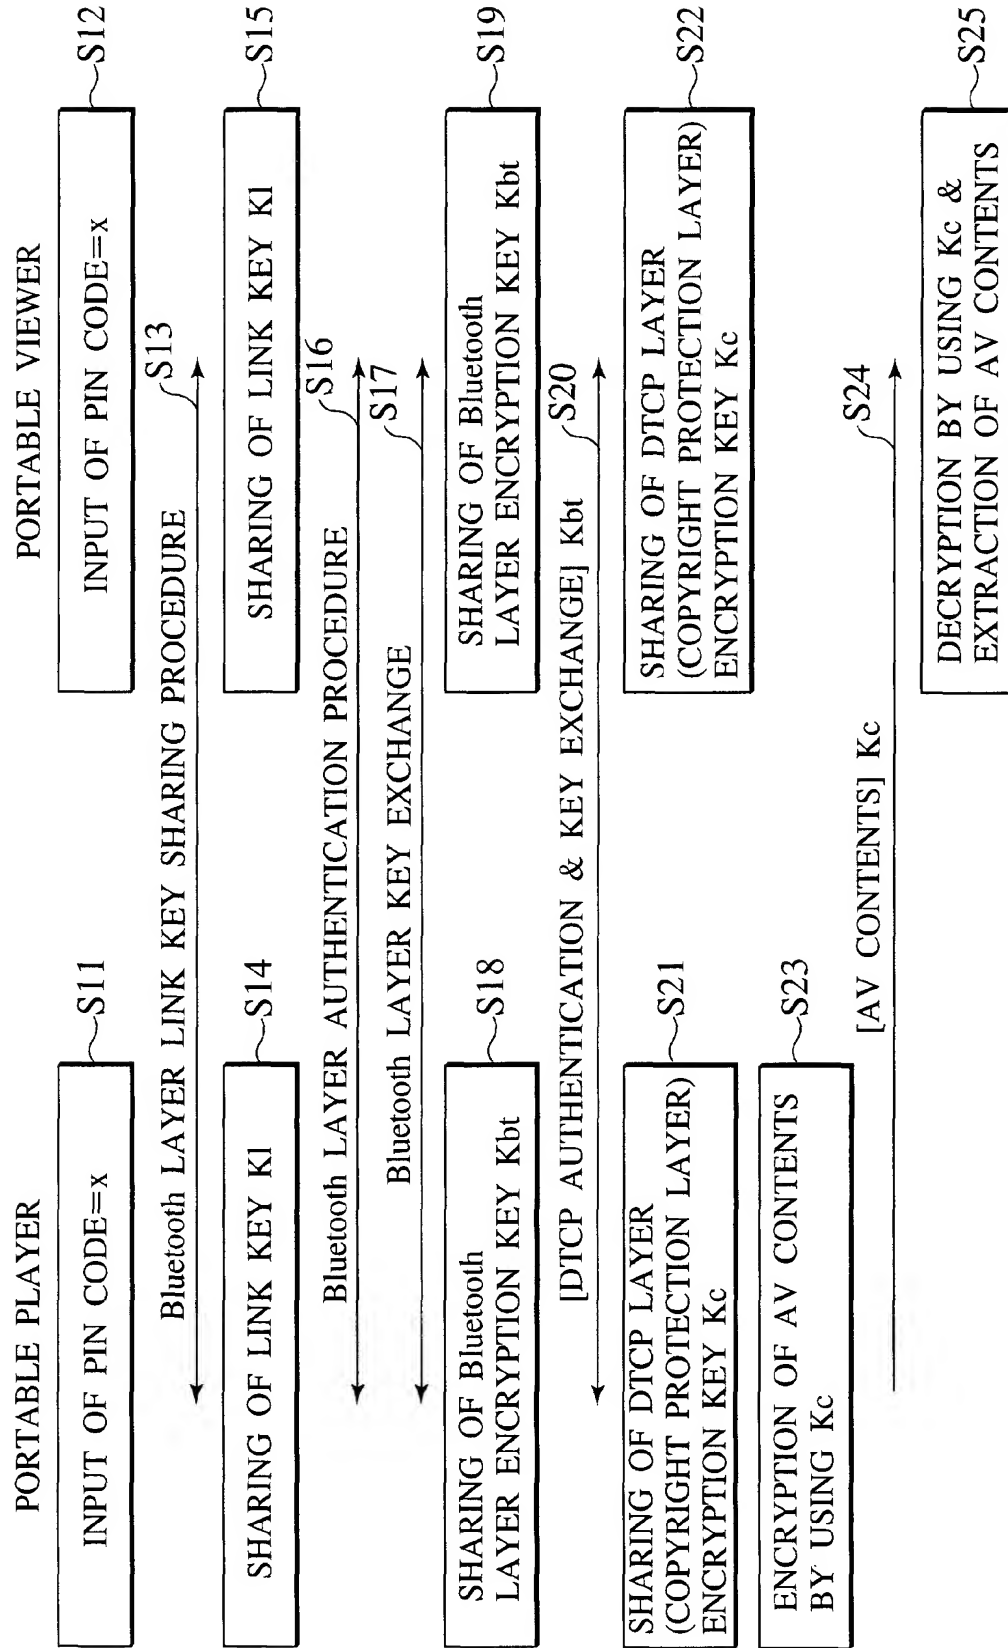 PORTABLE PLAYER
PORTABLE VIEWER
INPUT OF PIN CODE=x
S11
INPUT OF PIN CODE=x
S12
Bluetooth LAYER LINK KEY SHARING PROCEDURE
S13
SHARING OF LINK KEY Kl
S14
SHARING OF LINK KEY Kl
S15
Bluetooth LAYER AUTHENTICATION PROCEDURE
S16
Bluetooth LAYER KEY EXCHANGE
S17
SHARING OF Bluetooth
LAYER ENCRYPTION KEY Kbt
S18
SHARING OF Bluetooth
LAYER ENCRYPTION KEY Kbt
S19
[DTCP AUTHENTICATION & KEY EXCHANGE] Kbt
S20
SHARING OF DTCP LAYER
(COPYRIGHT PROTECTION LAYER)
ENCRYPTION KEY Kc
S21
SHARING OF DTCP LAYER
(COPYRIGHT PROTECTION LAYER)
ENCRYPTION KEY Kc
S22
ENCRYPTION OF AV CONTENTS
BY USING Kc
S23
[AV CONTENTS] Kc
S24
DECRYPTION BY USING Kc &
EXTRACTION OF AV CONTENTS
S25